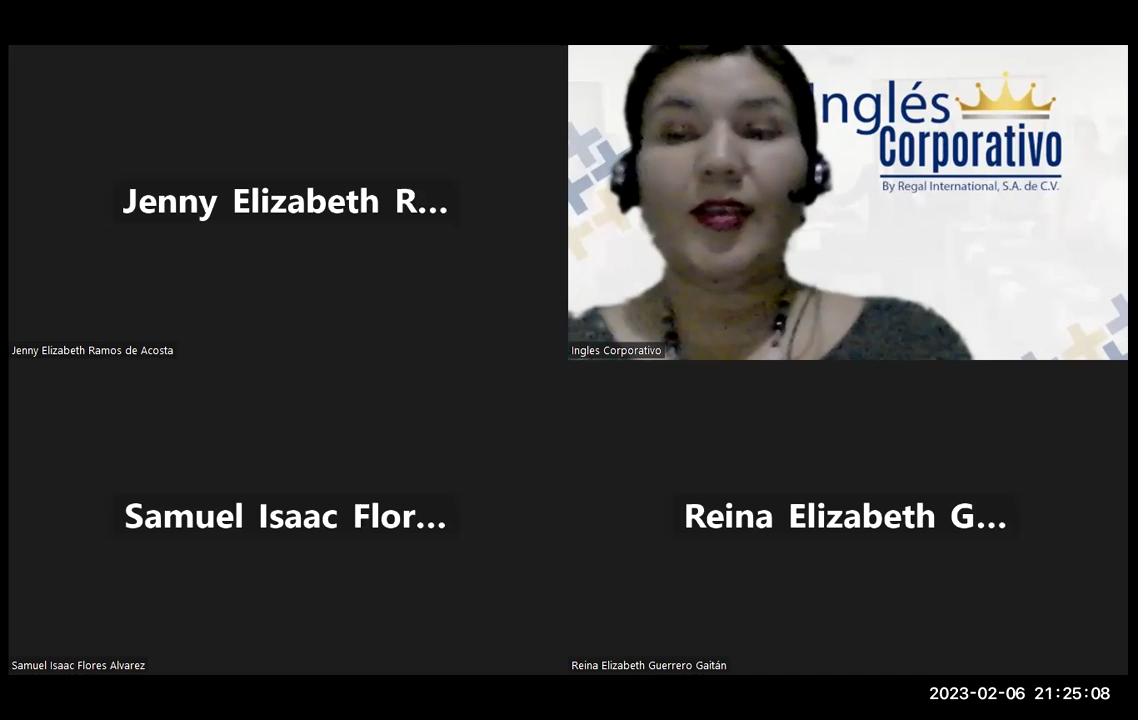 Jenny Elizabeth R...
Jenny Elizabeth Ramos de Acosta
Inglés
Corporativo
By Regal International, S.A. de C.V.
Ingles Corporativo
Samuel Isaac Flor...
Samuel Isaac Flores Alvarez
Reina Elizabeth G...
Reina Elizabeth Guerrero Gaitán
2023-02-06 21:25:08